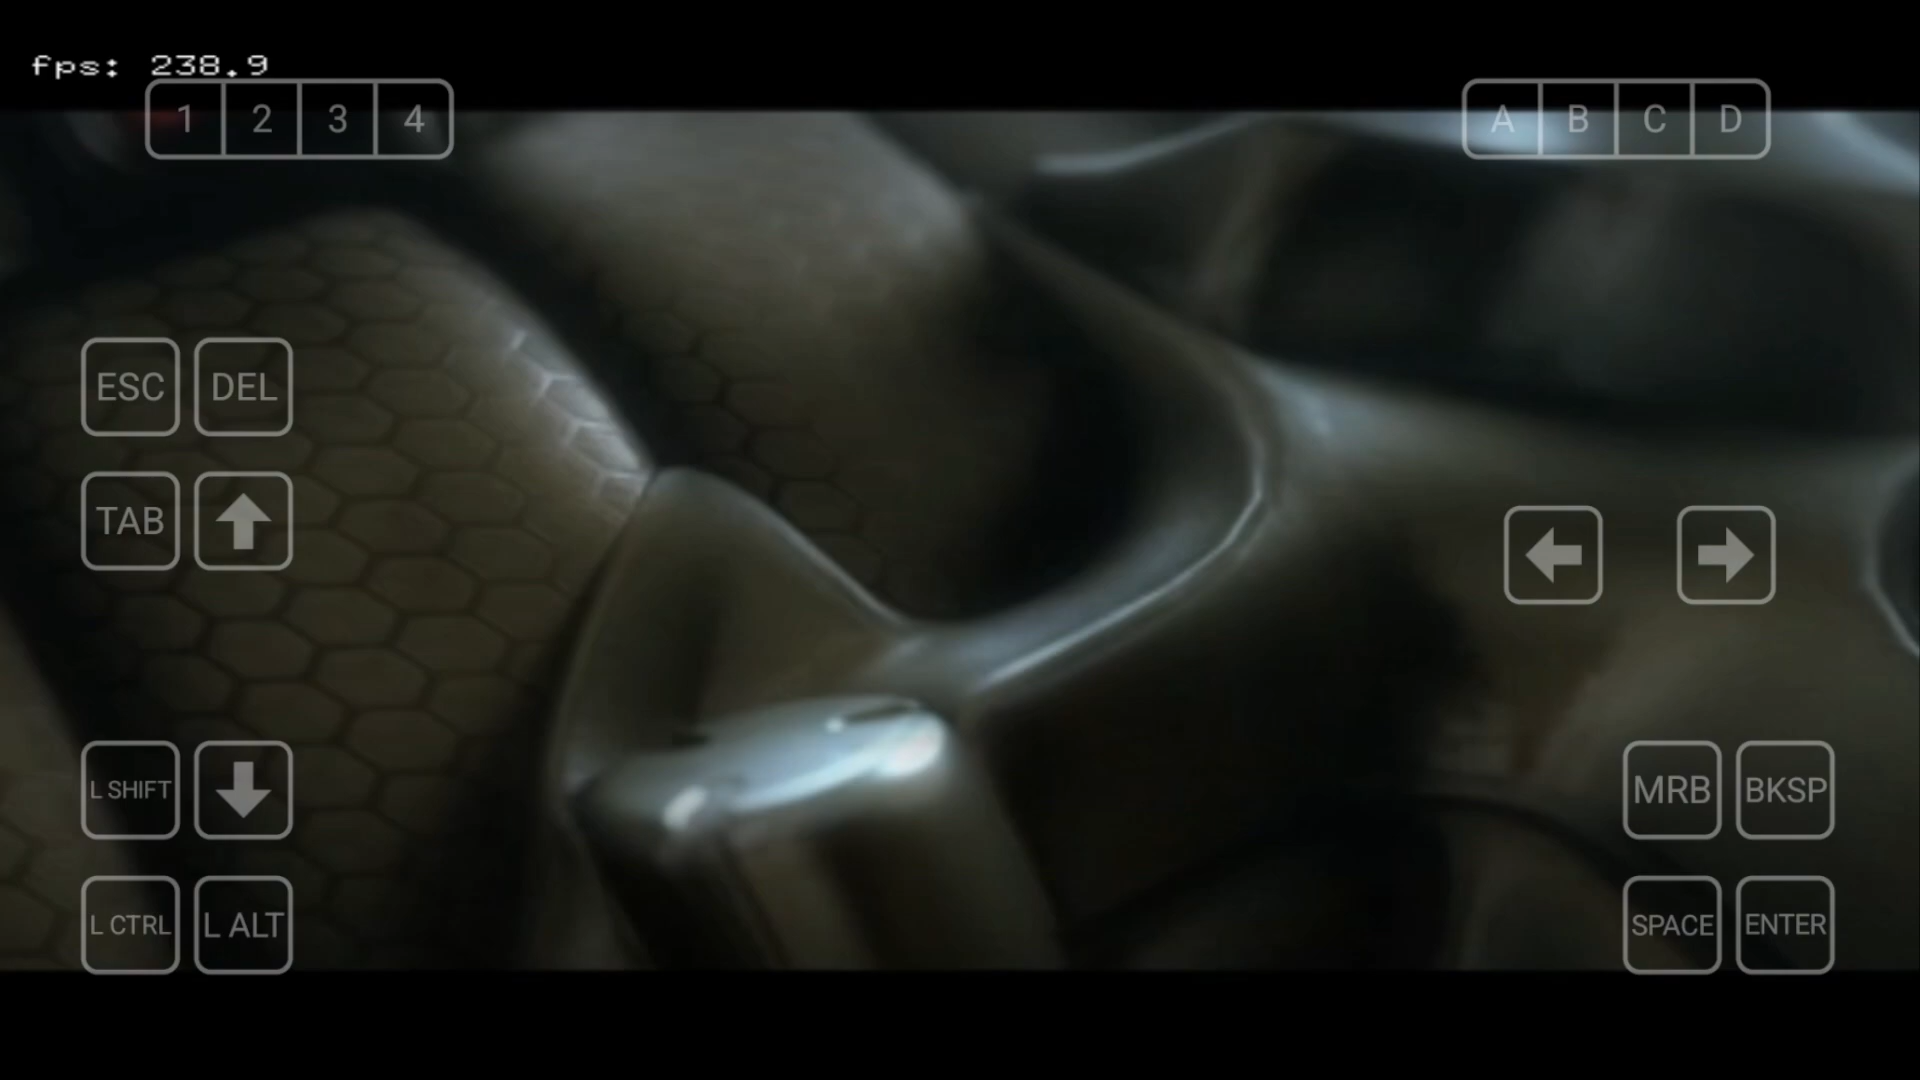 fps: 238.9
1 2 3 4
A B C D
ESC DEL
TAB
L SHIFT
MRB BKSP
L CTRL L ALT
SPACE ENTER